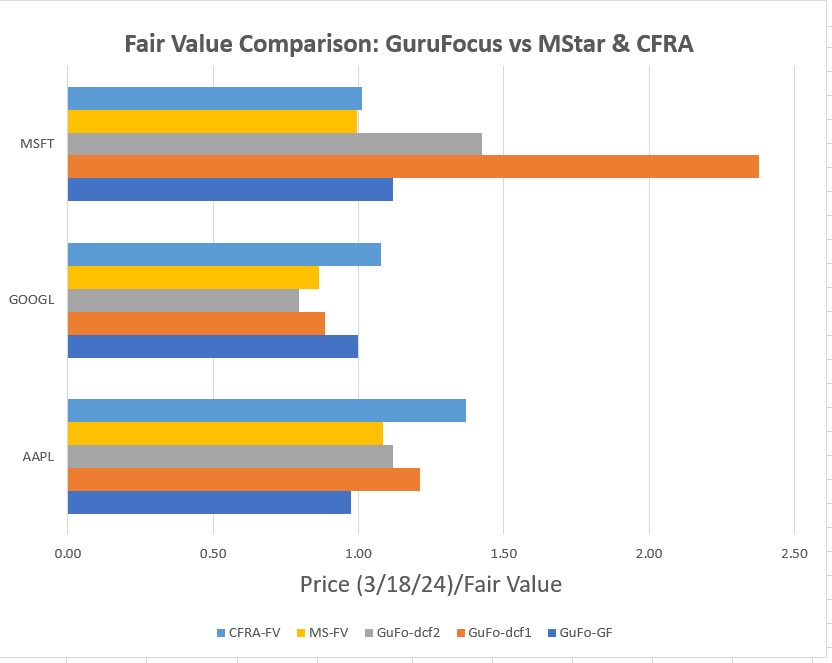 Fair Value Comparison: GuruFocus vs MStar & CFRA
MSFT
GOOGL
AAPL
0.00 0.50 1.00 1.50 2.00 2.50
Price (3/18/24)/Fair Value
CFRA-FV MS-FV GuFo-dcf2 GuFo-dcf1 GuFo-GF